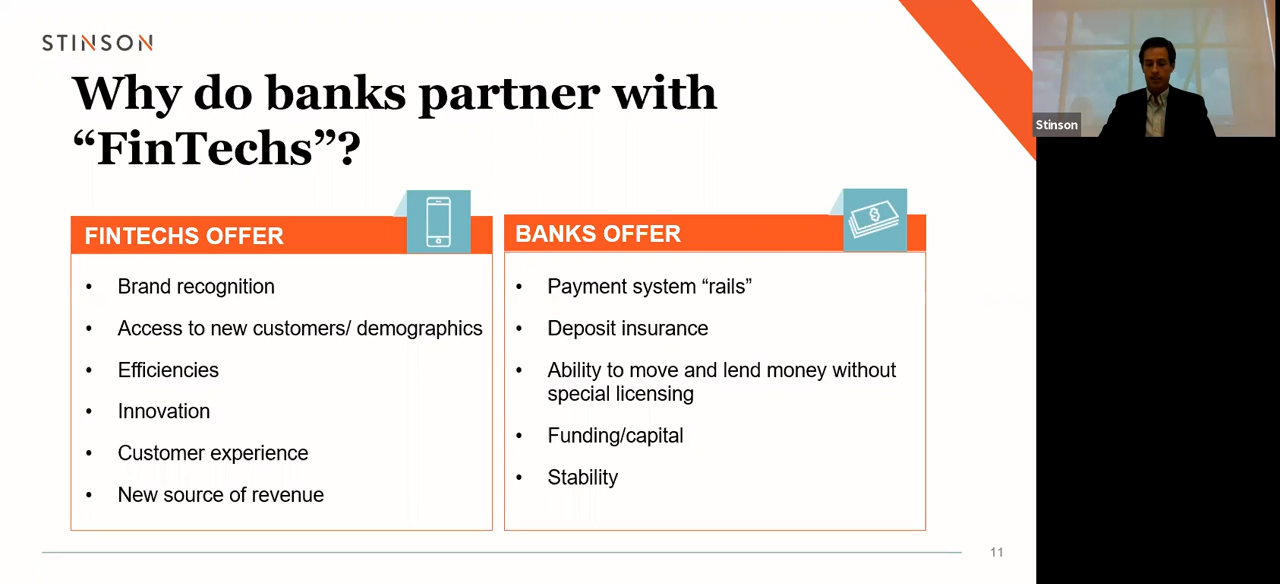 STINSON
Why do banks partner with
“FinTechs”?
FINTECHS OFFER
• Brand recognition
• Access to new customers/ demographics
• Efficiencies
• Innovation
• Customer experience
• New source of revenue
BANKS OFFER
$
• Payment system “rails”
• Deposit insurance
• Ability to move and lend money without
special licensing
• Funding/capital
• Stability
11
Stinson